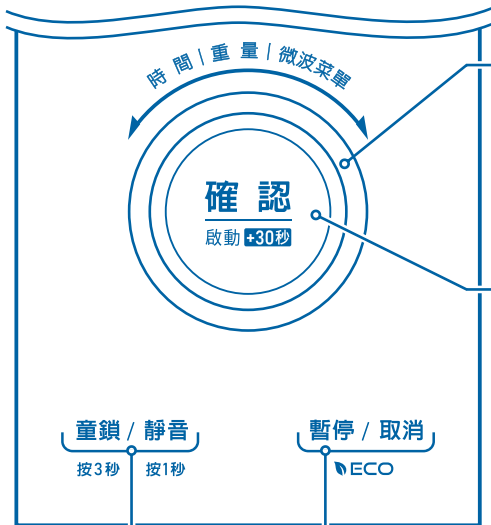 時間|重量|微波菜單
確認
啟動 +30秒
童鎖 / 靜音
按3秒 按1秒
暫停 / 取消
ECO